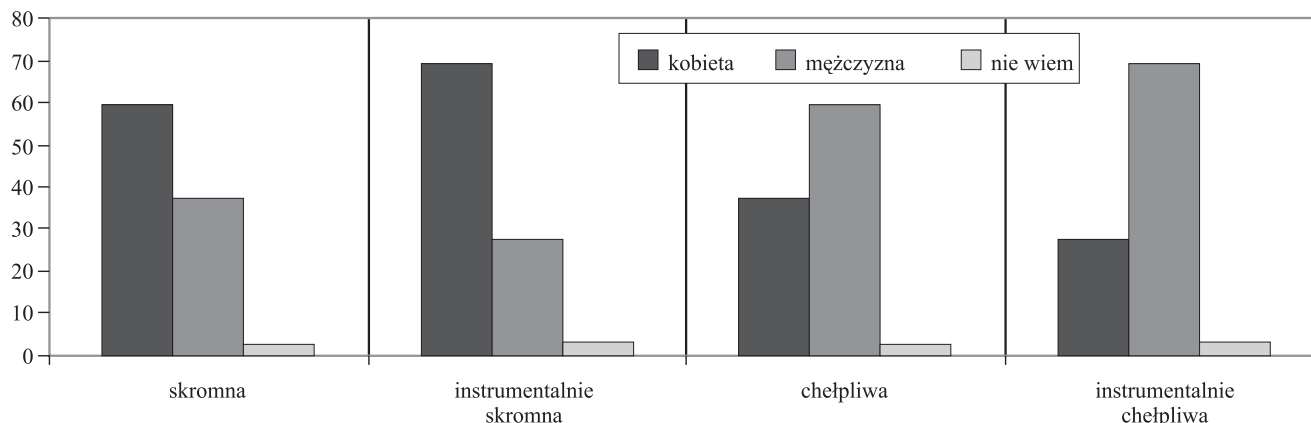 80
70
60
50
40
30
20
10
0
kobieta
mężczyzna
nie wiem
skromna
instrumentalnie
skromna
chełpliwa
instrumentalnie
chełpliwa